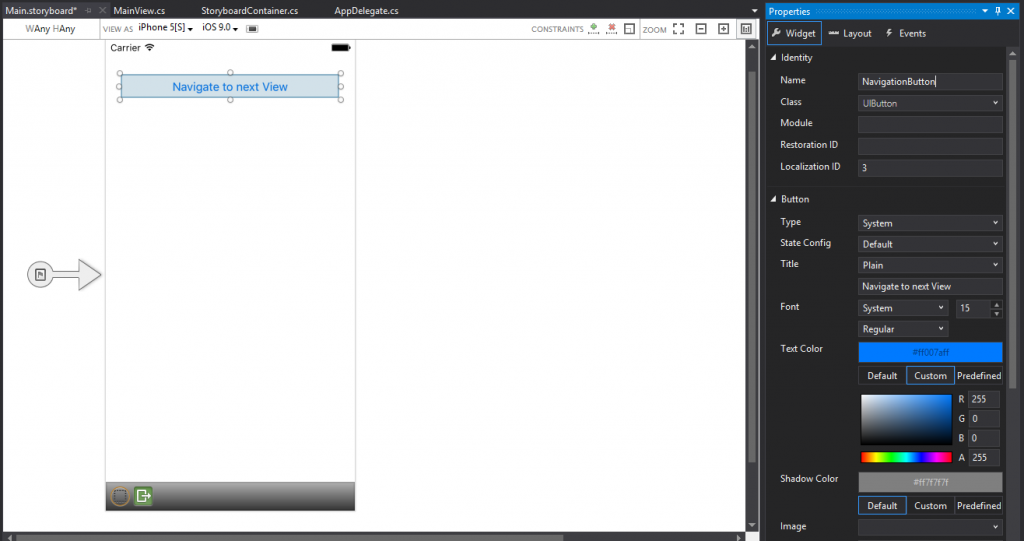 Main.storyboard* MainView.cs StoryboardContainer.cs AppDelegate.cs
WAny HAny VIEW AS iPhone 5[S] iOS 9.0 CONSTRAINTS ZOOM
Carrier
Navigate to next View
Properties
Widget Layout Events
Identity
Name NavigationButton
Class UIButton
Module
Restoration ID
Localization ID 3
Button
Type System
State Config Default
Title Plain
Navigate to next View
Font System 15
Regular
Text Color #ff007aff
Default Custom Predefined
R 255
G 0
B 0
A 255
Shadow Color #ff7f7f7f
Default Custom Predefined
Image